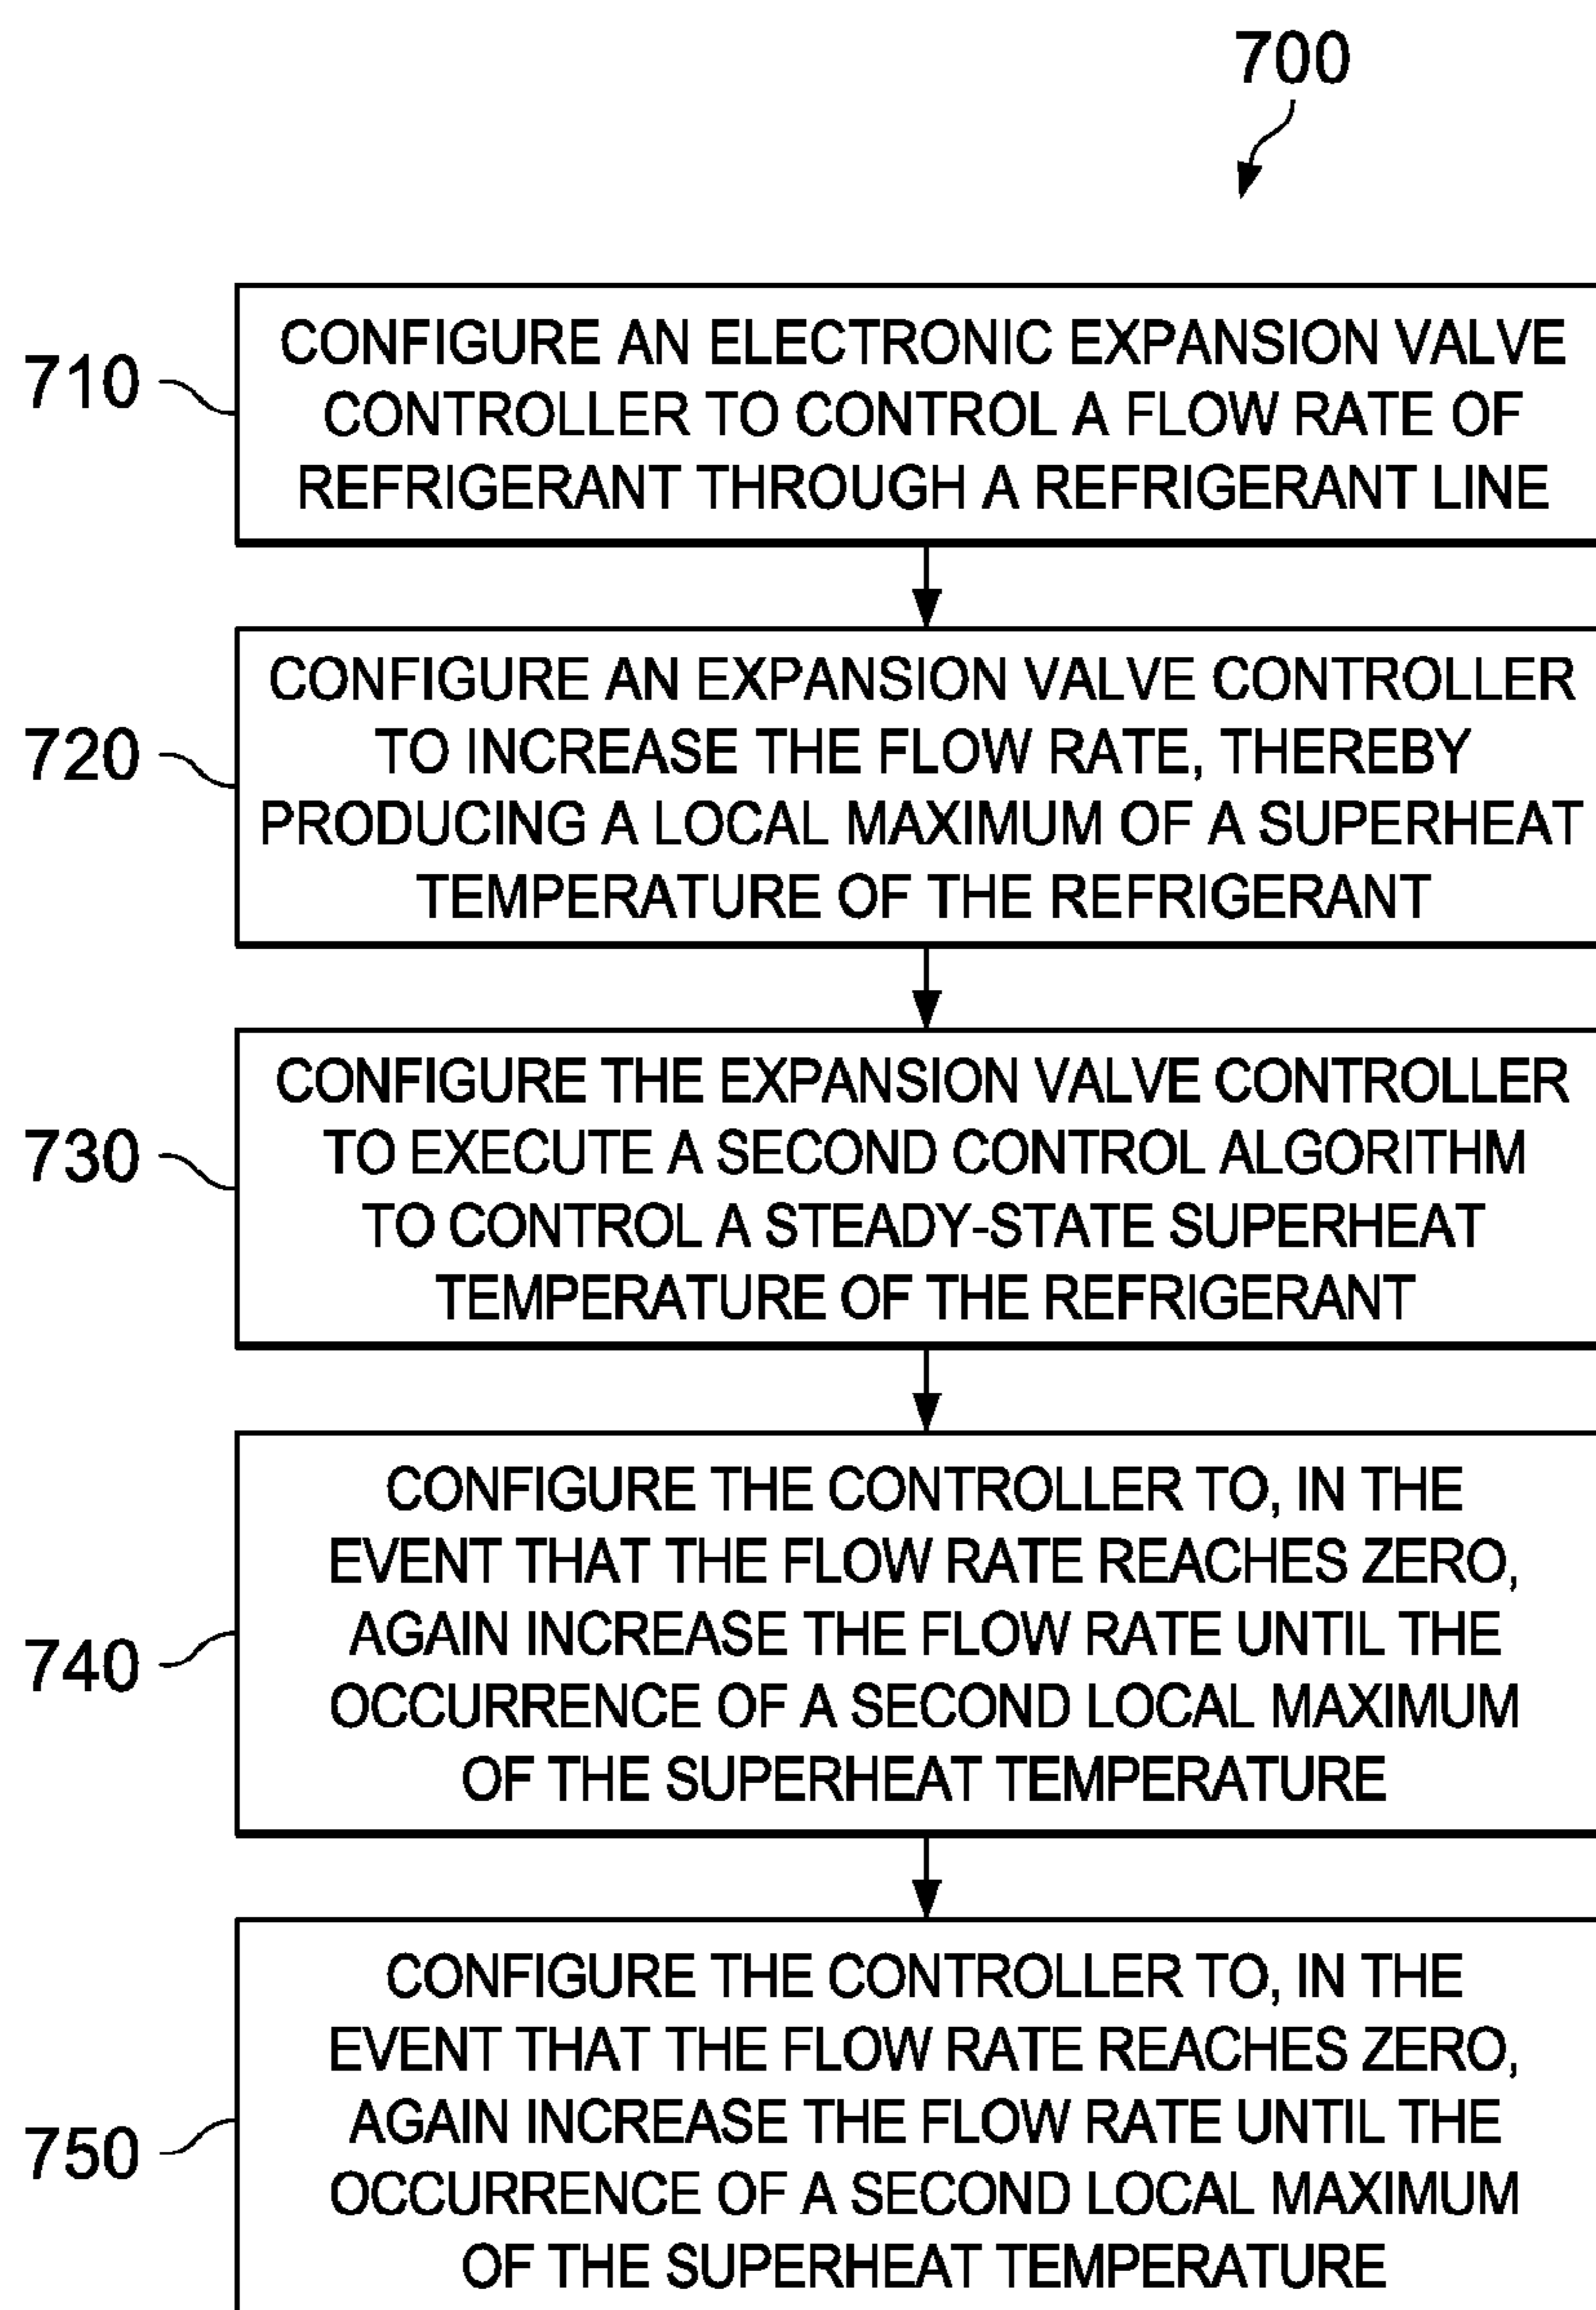 700
710
CONFIGURE AN ELECTRONIC EXPANSION VALVE
CONTROLLER TO CONTROL A FLOW RATE OF
REFRIGERANT THROUGH A REFRIGERANT LINE
720
CONFIGURE AN EXPANSION VALVE CONTROLLER
TO INCREASE THE FLOW RATE, THEREBY
PRODUCING A LOCAL MAXIMUM OF A SUPERHEAT
TEMPERATURE OF THE REFRIGERANT
730
CONFIGURE THE EXPANSION VALVE CONTROLLER
TO EXECUTE A SECOND CONTROL ALGORITHM
TO CONTROL A STEADY-STATE SUPERHEAT
TEMPERATURE OF THE REFRIGERANT
740
CONFIGURE THE CONTROLLER TO, IN THE
EVENT THAT THE FLOW RATE REACHES ZERO,
AGAIN INCREASE THE FLOW RATE UNTIL THE
OCCURRENCE OF A SECOND LOCAL MAXIMUM
OF THE SUPERHEAT TEMPERATURE
750
CONFIGURE THE CONTROLLER TO, IN THE
EVENT THAT THE FLOW RATE REACHES ZERO,
AGAIN INCREASE THE FLOW RATE UNTIL THE
OCCURRENCE OF A SECOND LOCAL MAXIMUM
OF THE SUPERHEAT TEMPERATURE